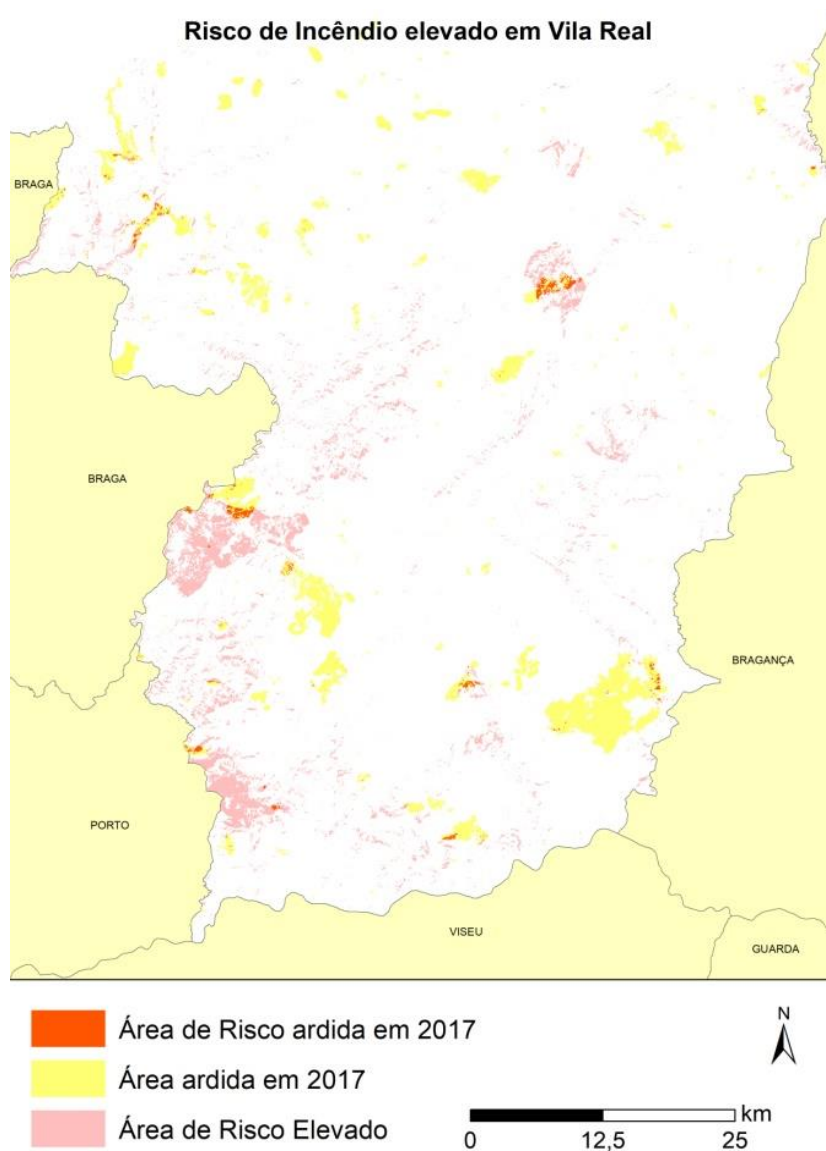 Risco de Incêndio elevado em Vila Real
BRAGA
BRAGA
BRAGANÇA
PORTO
VISEU
GUARDA
Área de Risco ardida em 2017
Área ardida em 2017
Área de Risco Elevado
N
km
0 12,5 25